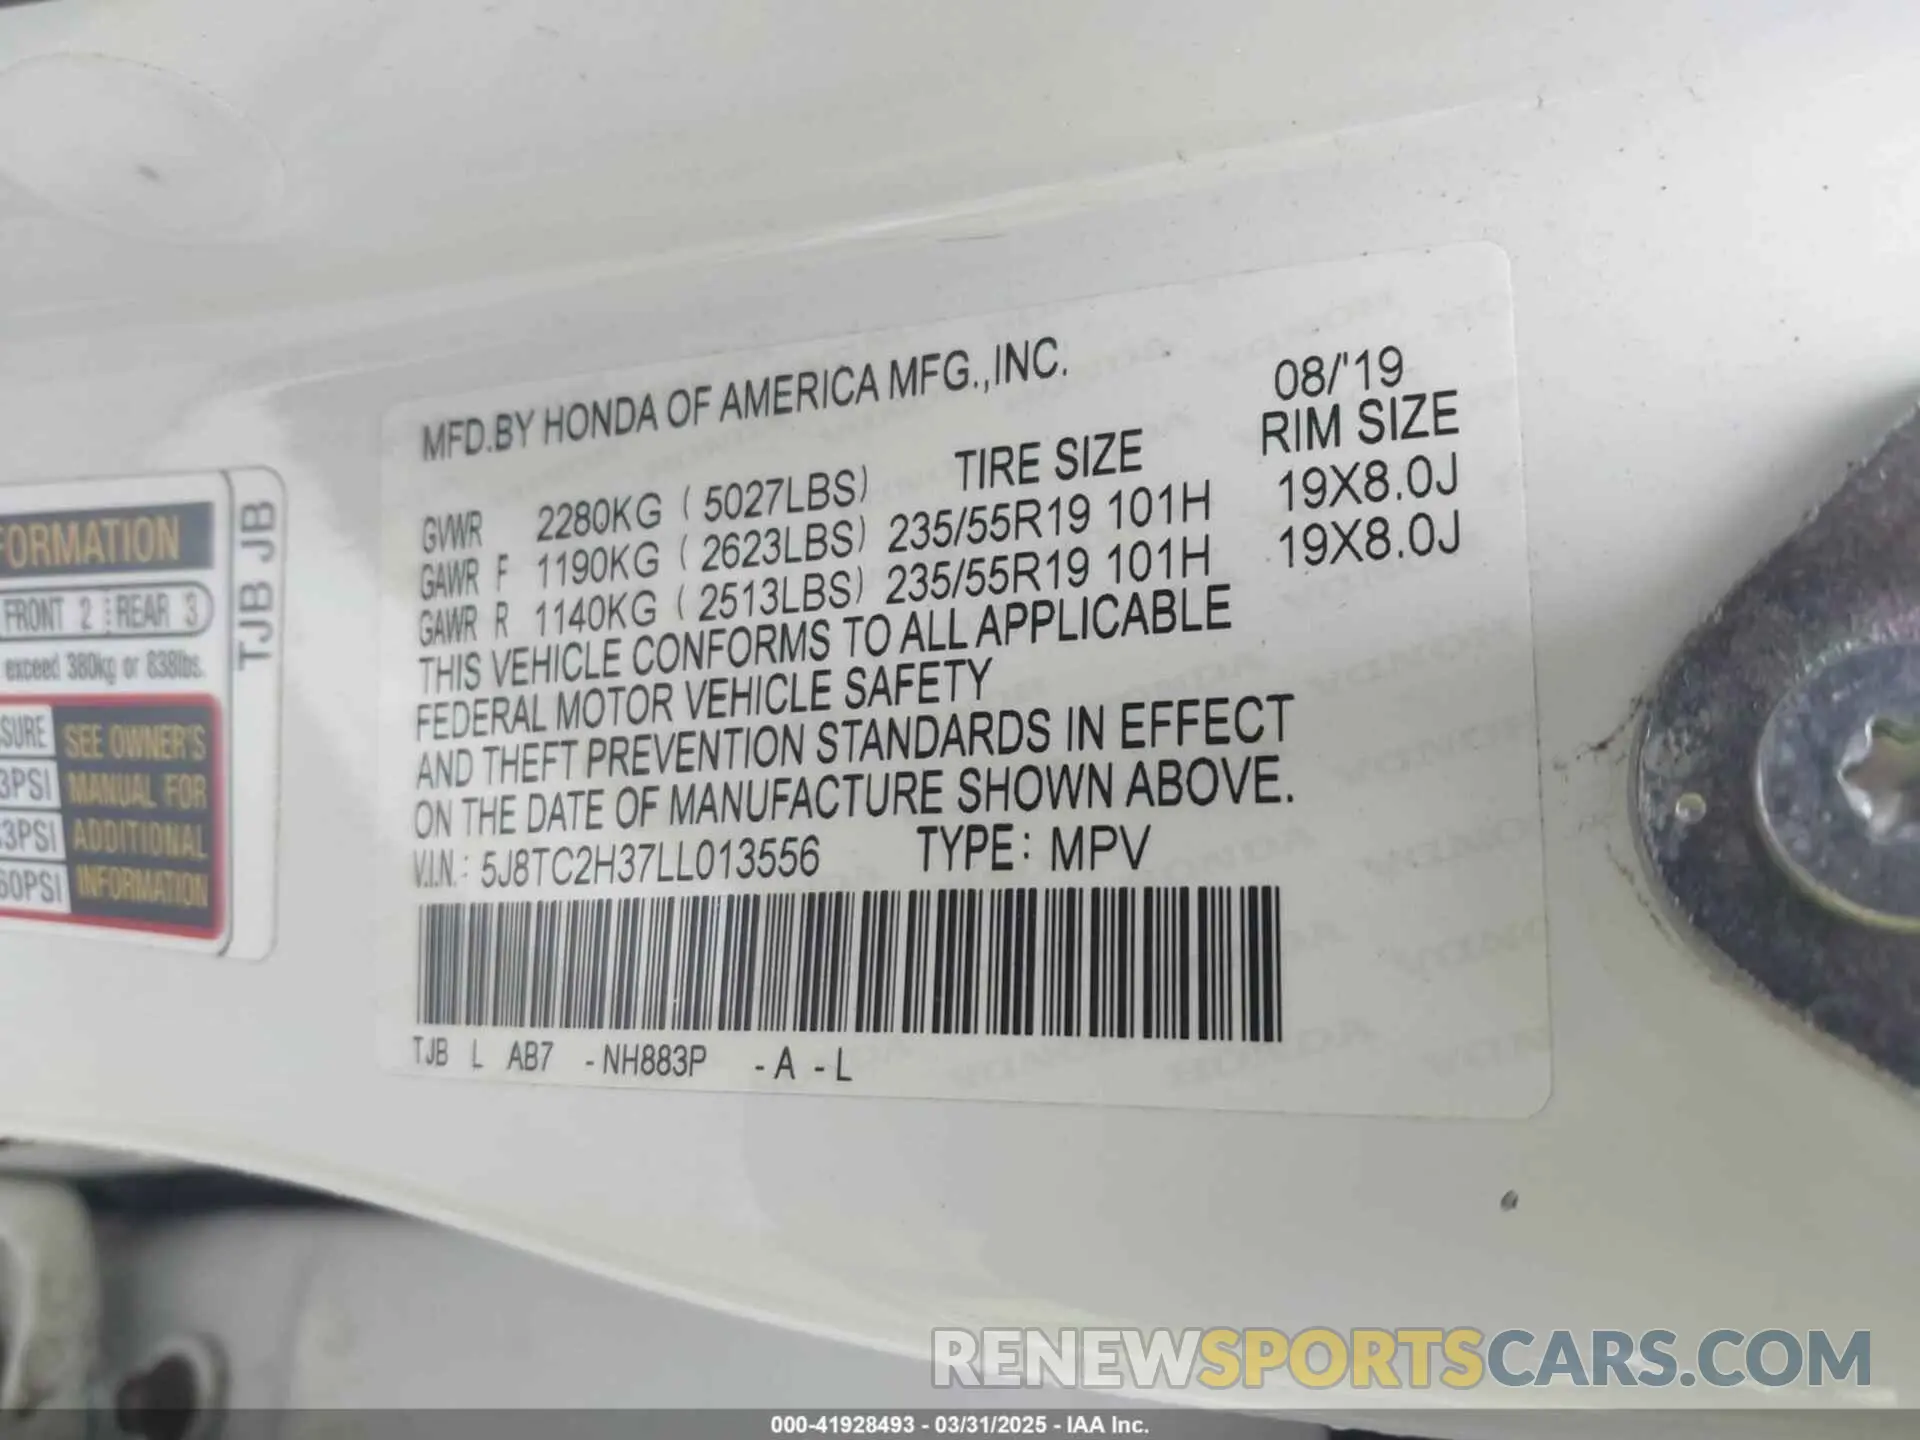 MFD.BY HONDA OF AMERICA MFG.,INC. 08/'19
TIRE SIZE RIM SIZE
GVWR 2280KG ( 5027LBS)
GAWR F 1190KG ( 2623LBS) 235/55R19 101H 19X8.0J
GAWR R 1140KG ( 2513LBS) 235/55R19 101H 19X8.0J
THIS VEHICLE CONFORMS TO ALL APPLICABLE
FEDERAL MOTOR VEHICLE SAFETY
AND THEFT PREVENTION STANDARDS IN EFFECT
ON THE DATE OF MANUFACTURE SHOWN ABOVE.
V.I.N.: 5J8TC2H37LL013556 TYPE: MPV
TJB L AB7 -NH883P -A -L
FORMATION
FRONT 2 REAR 3
exceed 380kg or 838lbs.
SURE
3PSI
3PSI
60PSI
SEE OWNER'S
MANUAL FOR
ADDITIONAL
INFORMATION
TJB JB
RENEWSPORTSCARS.COM
000-41928493 - 03/31/2025 - IAA Inc.